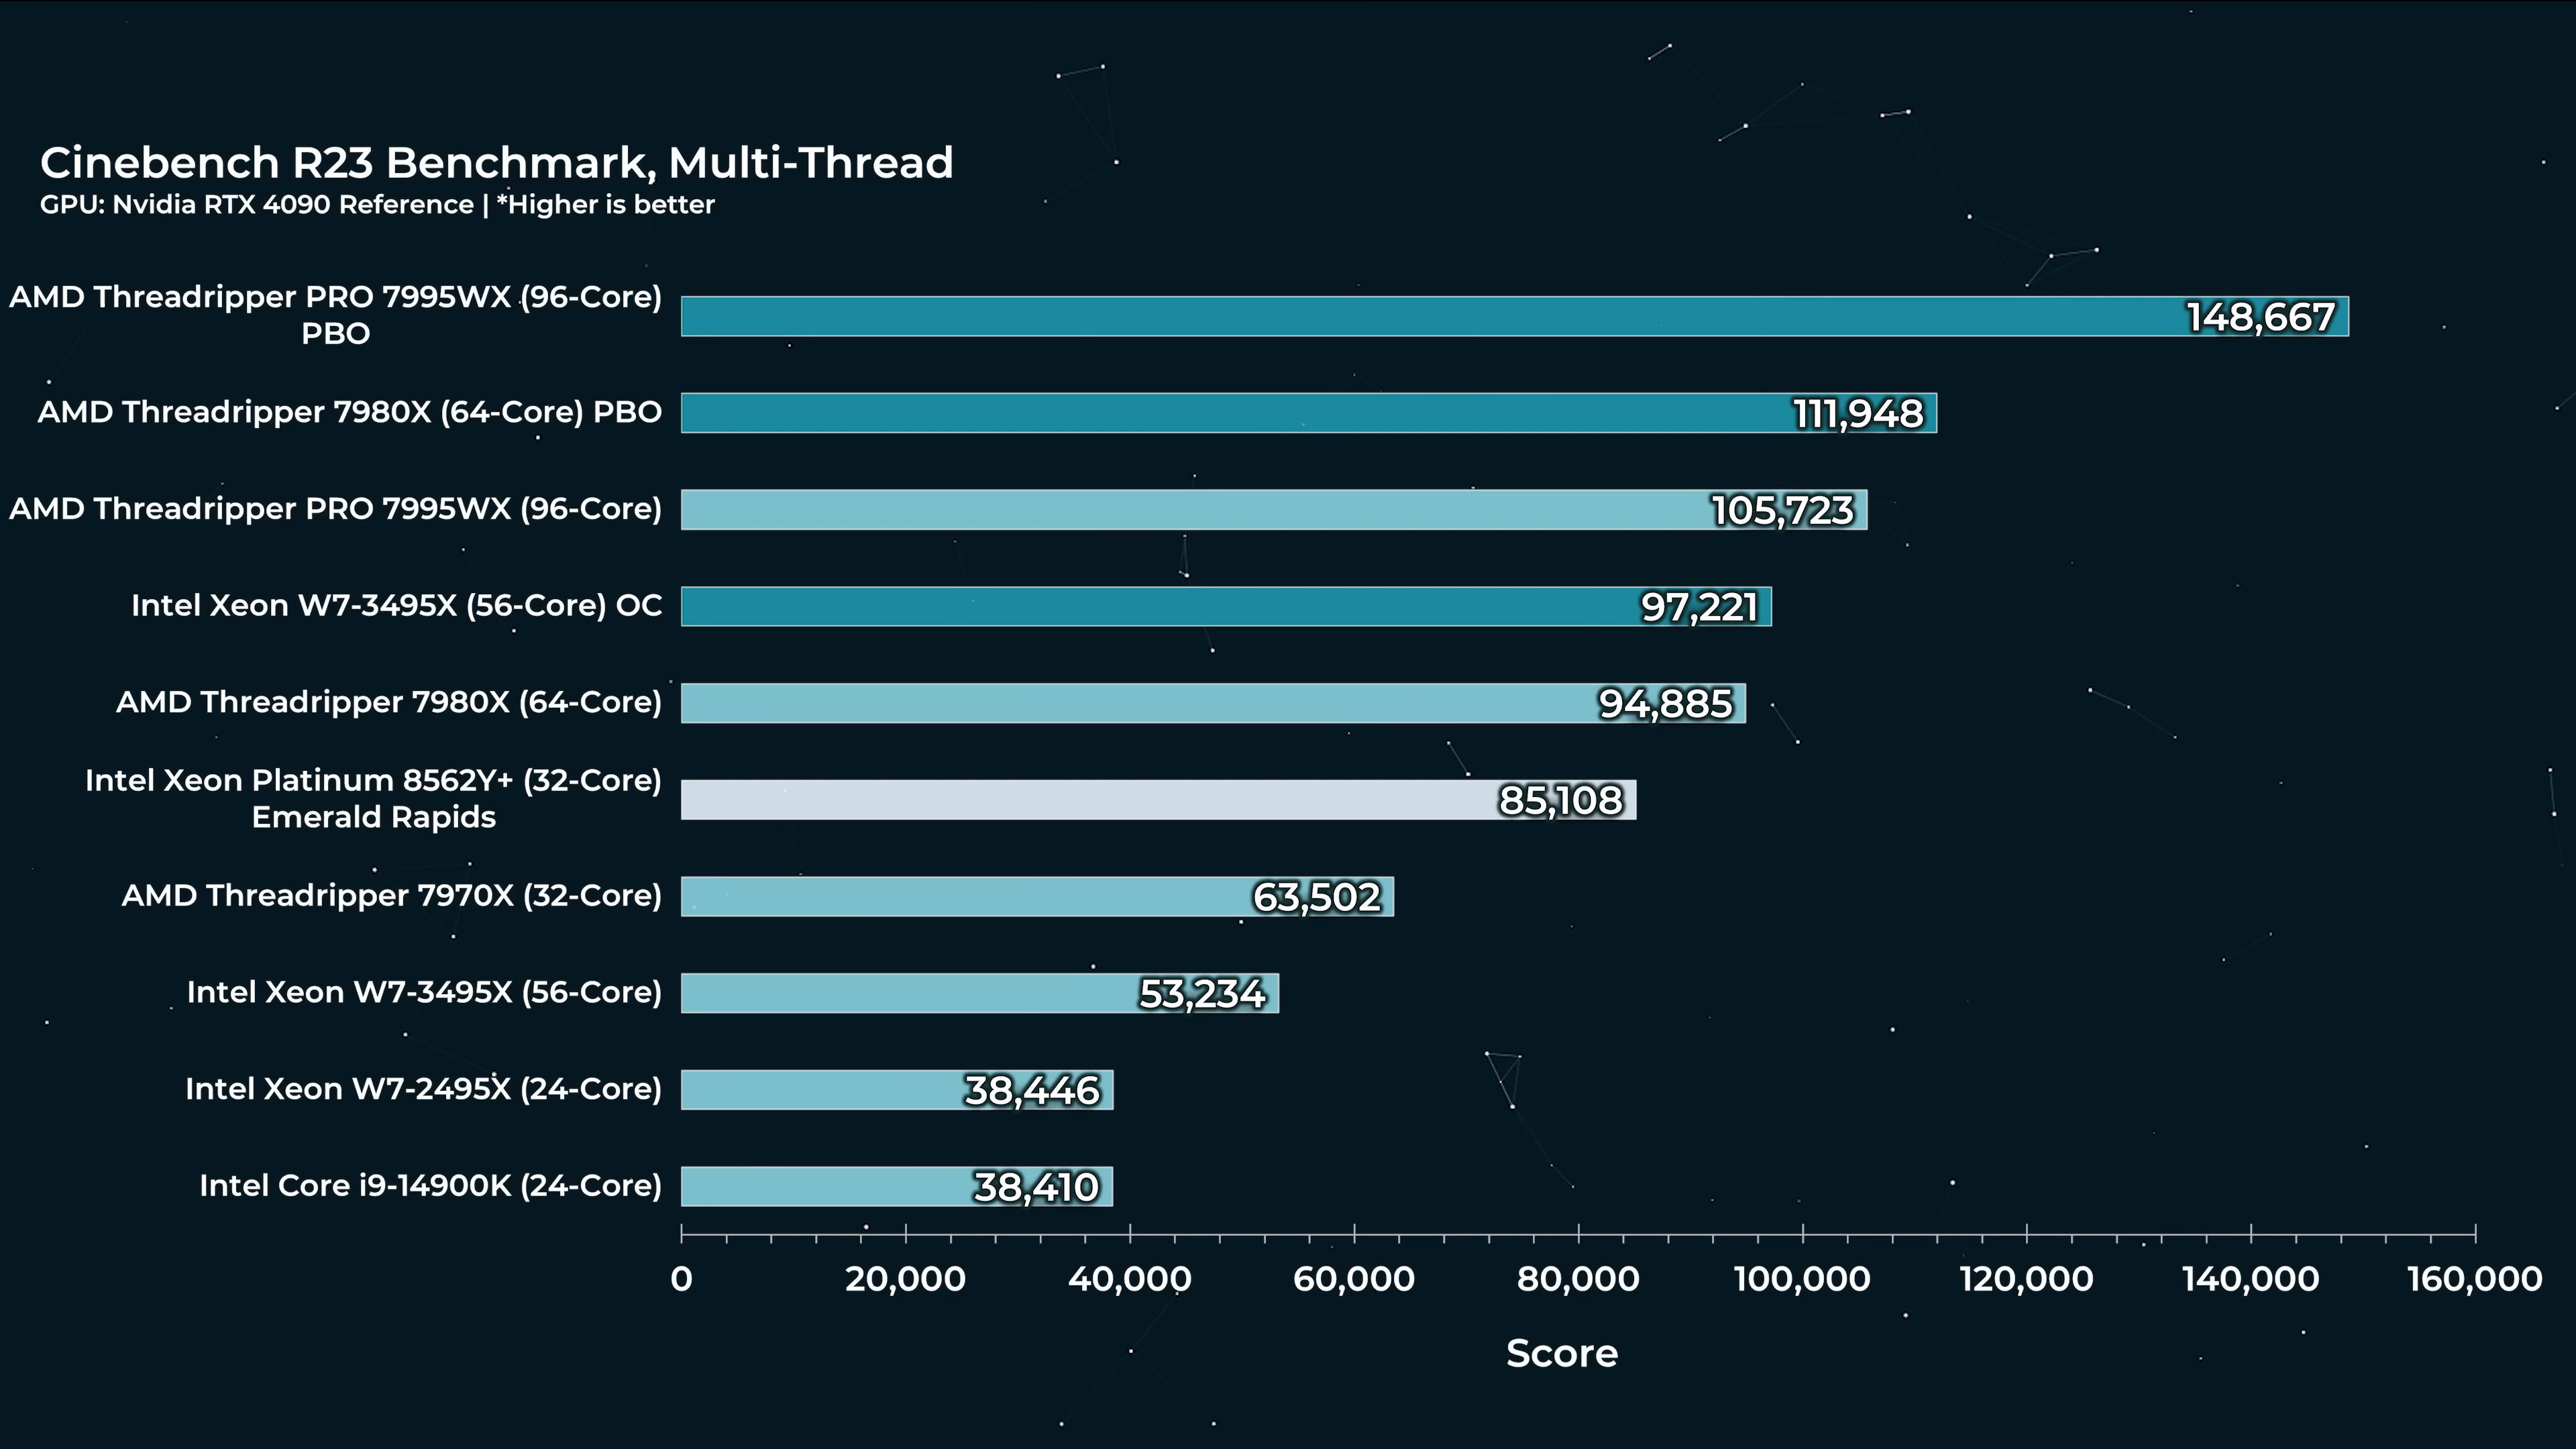 Cinebench R23 Benchmark, Multi-Thread
GPU: Nvidia RTX 4090 Reference | *Higher is better
AMD Threadripper PRO 7995WX (96-Core)
PBO
148,667
AMD Threadripper 7980X (64-Core) PBO
111,948
AMD Threadripper PRO 7995WX (96-Core)
105,723
Intel Xeon W7-3495X (56-Core) OC
97,221
AMD Threadripper 7980X (64-Core)
94,885
Intel Xeon Platinum 8562Y+ (32-Core)
Emerald Rapids
85,108
AMD Threadripper 7970X (32-Core)
63,502
Intel Xeon W7-3495X (56-Core)
53,234
Intel Xeon W7-2495X (24-Core)
38,446
Intel Core i9-14900K (24-Core)
38,410
0 20,000 40,000 60,000 80,000 100,000 120,000 140,000 160,000
Score